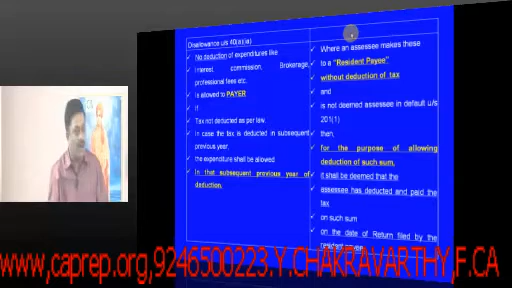 Disallowance u/s 40(a)(ia)
✓ No deduction of expenditures like
✓ Interest, commission, Brokerage,
professional fees etc.
✓ Is allowed to PAYER
✓ If
✓ Tax not deducted as per law.
✓ In case the tax is deducted in subsequent
previous year,
✓ the expenditure shall be allowed
✓ In that subsequent previous year of
deduction.
✓ Where an assessee makes these
✓ to a "Resident Payee"
✓ without deduction of tax
✓ and
✓ is not deemed assessee in default u/s
201(1)
✓ then,
✓ for the purpose of allowing
deduction of such sum,
✓ it shall be deemed that the
✓ assessee has deducted and paid the
tax
✓ on such sum
✓ on the date of Return filed by the
resident payee.
www,caprep.org,9246500223.Y.CHAKRAVARTHY,F.CA